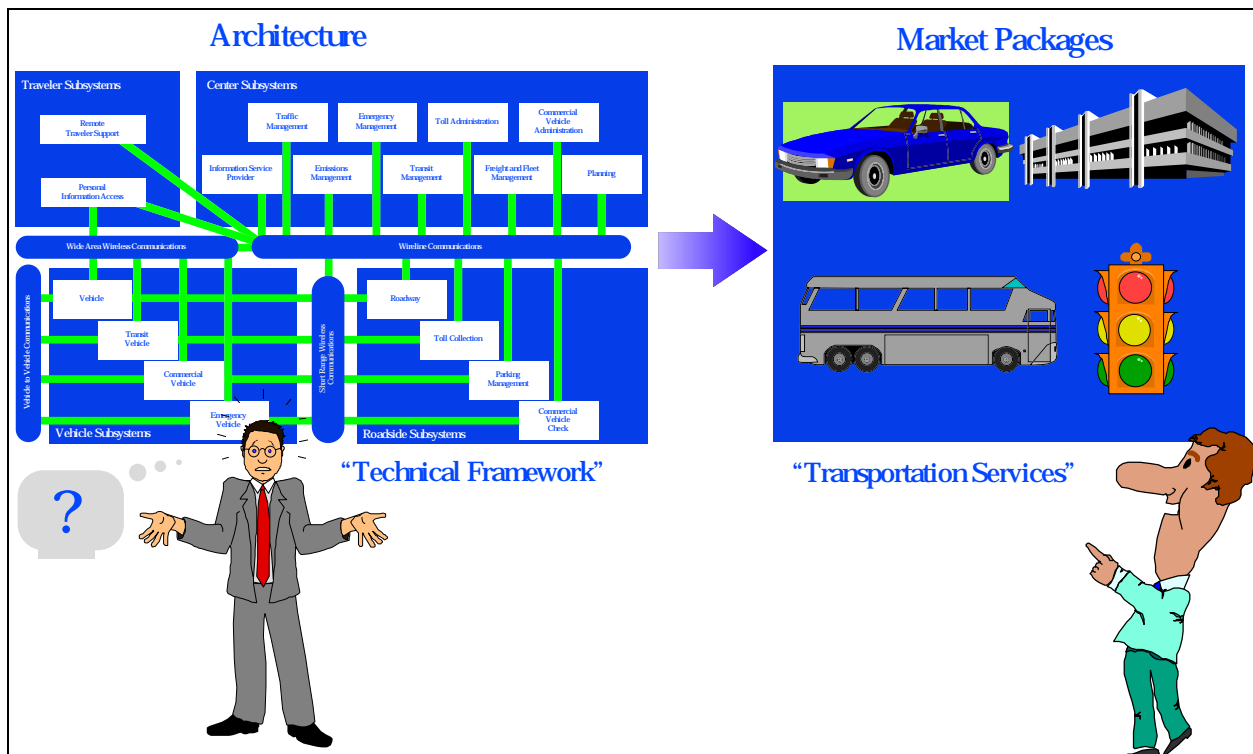 Architecture
Market Packages
Traveler Subsystems
Center Subsystems
Remote
Traveler Support
Traffic
Management
Emergency
Management
Toll Administration
Commercial
Vehicle
Administration
Personal
Information Access
Information Service
Provider
Emissions
Management
Transit
Management
Freight and Fleet
Management
Planning
Wide Area Wireless Communications
Wireline Communications
Vehicle to Vehicle Communications
Vehicle
Transit
Vehicle
Commercial
Vehicle
Emergency
Vehicle
Vehicle Subsystems
Short Range Wireless
Communications
Roadway
Toll Collection
Parking
Management
Commercial
Vehicle
Check
Roadside Subsystems
“Technical Framework”
“Transportation Services”
?